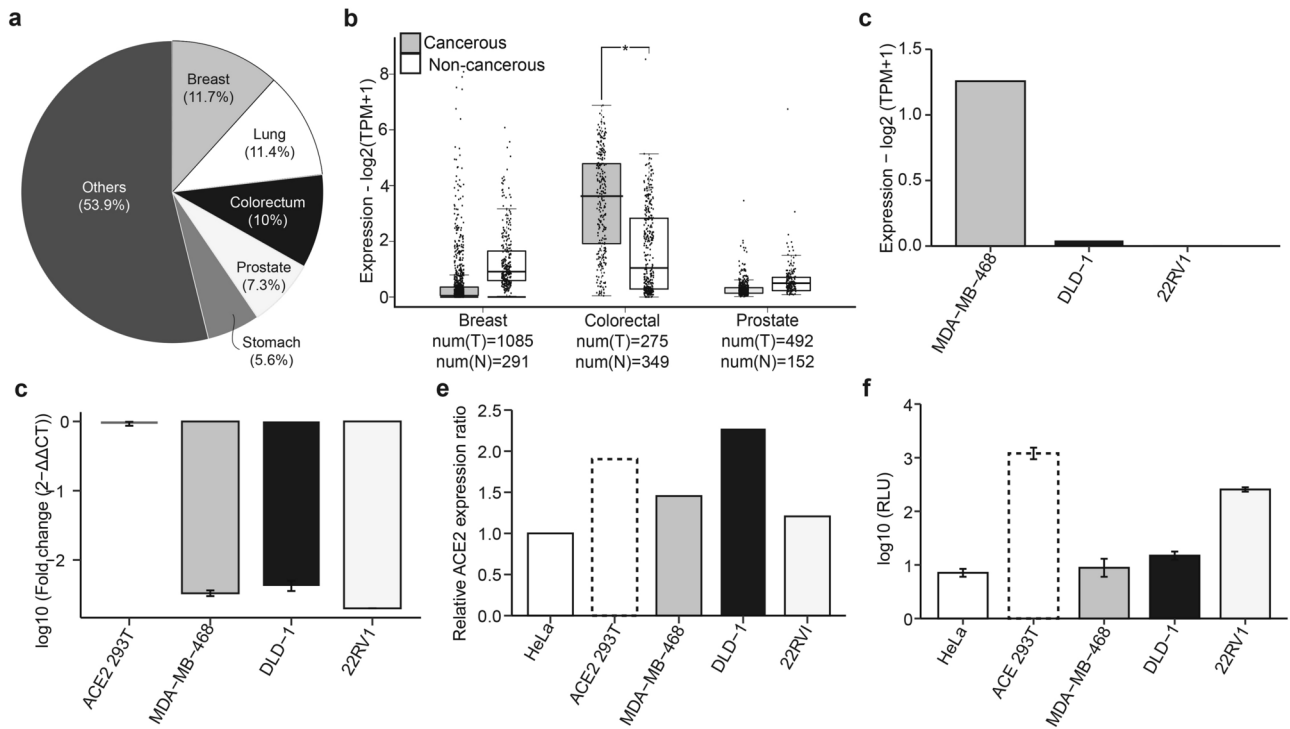 a
Breast
(11.7%)
Lung
(11.4%)
Others
(53.9%)
Colorectum
(10%)
Prostate
(7.3%)
Stomach
(5.6%)
b
Cancerous
Non-cancerous
*
Expression - log2(TPM+1)
8
6
4
2
0
Breast
num(T)=1085
num(N)=291
Colorectal
num(T)=275
num(N)=349
Prostate
num(T)=492
num(N)=152
c
Expression − log2 (TPM+1)
1.5
1.0
0.5
0.0
MDA−MB−468
DLD−1
22RV1
c
log10 (Fold change (2−ΔΔCT))
0
−1
−2
ACE2 293T
MDA−MB−468
DLD−1
22RV1
e
Relative ACE2 expression ratio
2.5
2.0
1.5
1.0
0.5
0.0
HeLa
ACE2 293T
MDA−MB−468
DLD−1
22RVI
f
log10 (RLU)
4
3
2
1
0
HeLa
ACE 293T
MDA−MB−468
DLD−1
22RV1